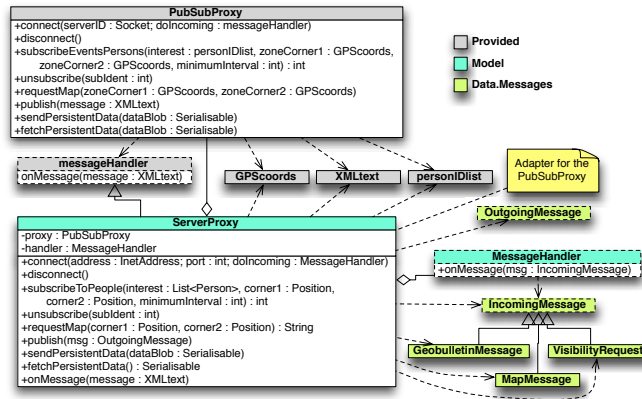 PubSubProxy
+connect(serverID : Socket; doIncoming : messageHandler)
+disconnect()
+subscribeEventsPersons(interest : personIDlist, zoneCorner1 : GPScoords,
zoneCorner2 : GPScoords, minimumInterval : int) : int
+unsubscribe(subIdent : int)
+requestMap(zoneCorner1 : GPScoords, zoneCorner2 : GPScoords)
+publish(message : XMLtext)
+sendPersistentData(dataBlob : Serialisable)
+fetchPersistentData(dataBlob : Serialisable)
Provided
Model
Data.Messages
messageHandler
onMessage(message : XMLtext)
GPScoords
XMLtext
personIDlist
Adapter for the
PubSubProxy
OutgoingMessage
ServerProxy
-proxy : PubSubProxy
-handler : MessageHandler
+connect(address : InetAddress; port : int; doIncoming : MessageHandler)
+disconnect()
+subscribeToPeople(interest : List<Person>, corner1 : Position,
corner2 : Position, minimumInterval : int) : int
+unsubscribe(subIdent : int)
+requestMap(corner1 : Position, corner2 : Position) : String
+publish(msg : OutgoingMessage)
+sendPersistentData(dataBlob : Serialisable)
+fetchPersistentData() : Serialisable
+onMessage(message : XMLtext)
MessageHandler
+onMessage(msg : IncomingMessage)
IncomingMessage
GeobulletinMessage
VisibilityRequest
MapMessage